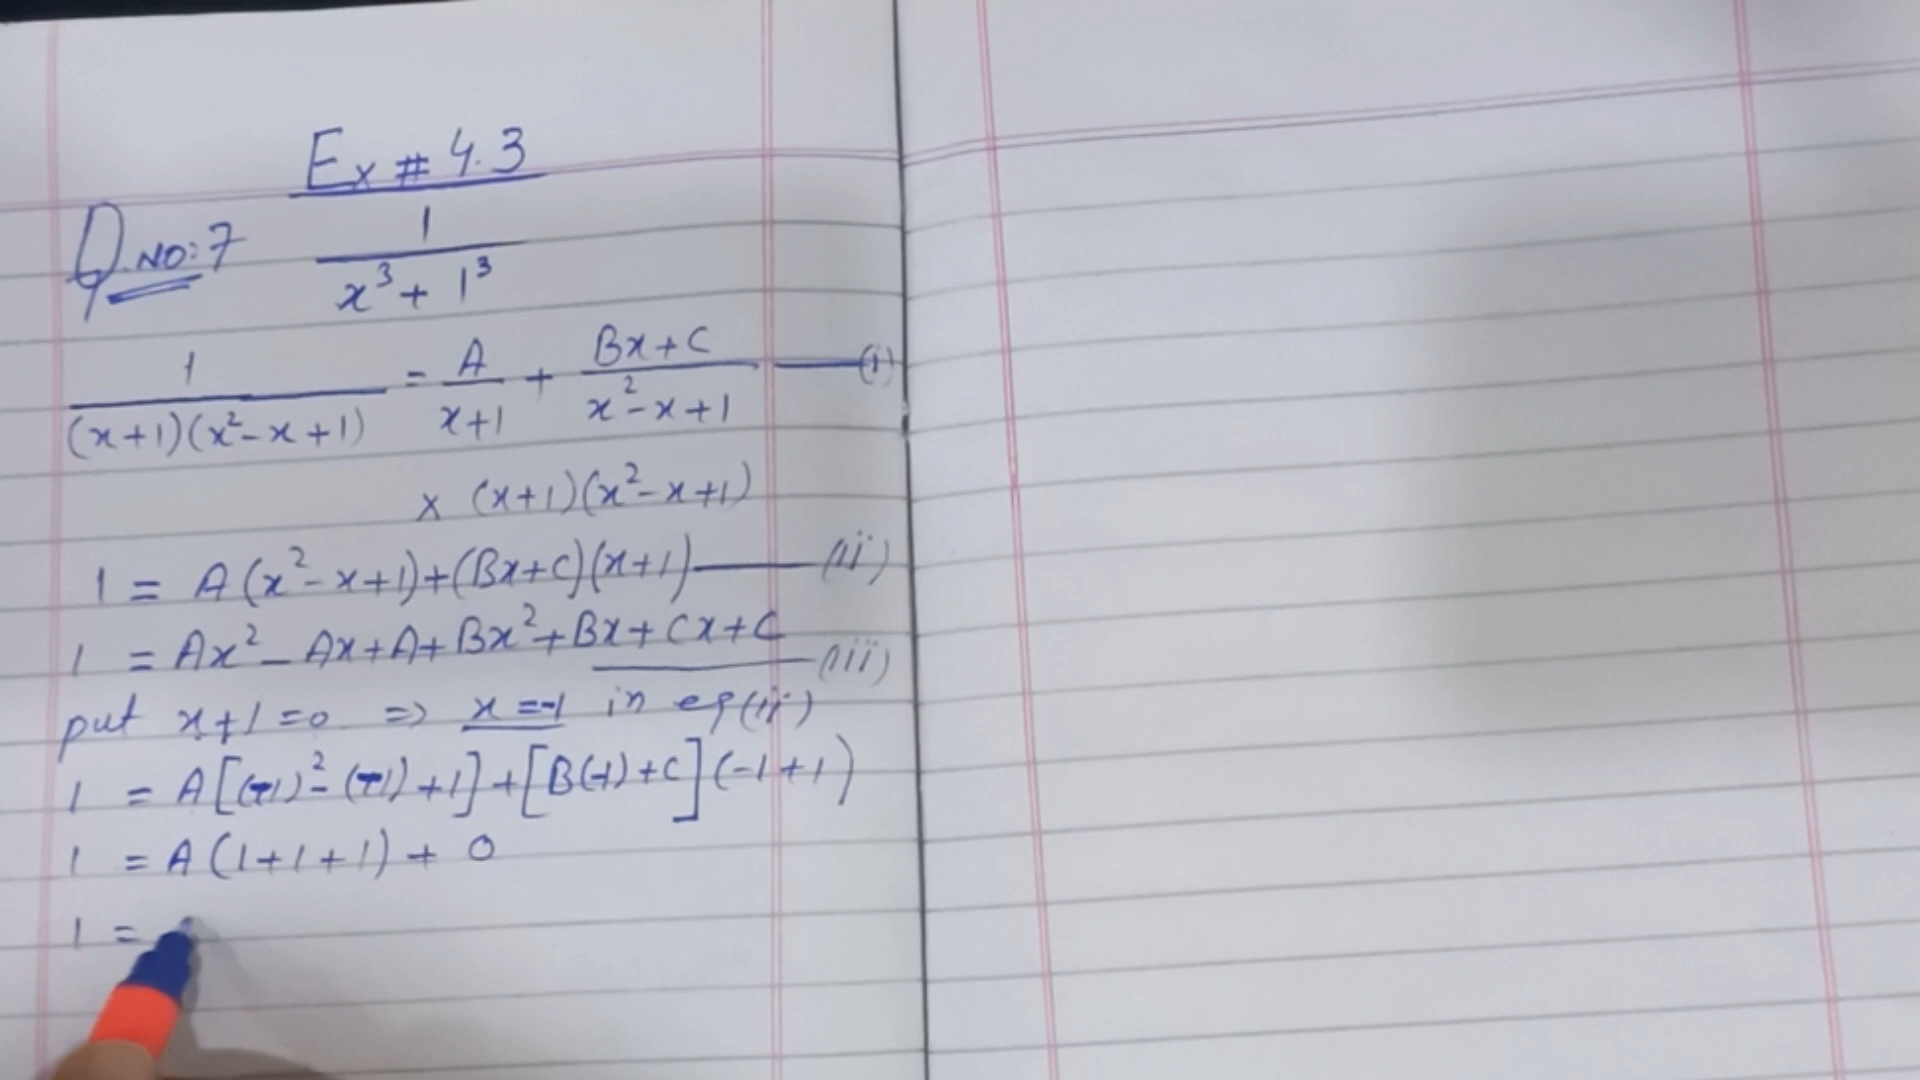 Ex # 4.3
Q.NO:7 1/(x³ + 1³)
1/((x+1)(x²-x+1)) = A/(x+1) + (Bx+C)/(x²-x+1) —(i)
x (x+1)(x²-x+1)
1 = A(x²-x+1)+(Bx+C)(x+1) —(ii)
1 = Ax²-Ax+A+Bx²+Bx+Cx+C —(iii)
put x+1=0 => x=-1 in eq(ii)
1 = A[(-1)²-(-1)+1]+[B(-1)+C](-1+1)
1 = A(1+1+1)+0
1 =